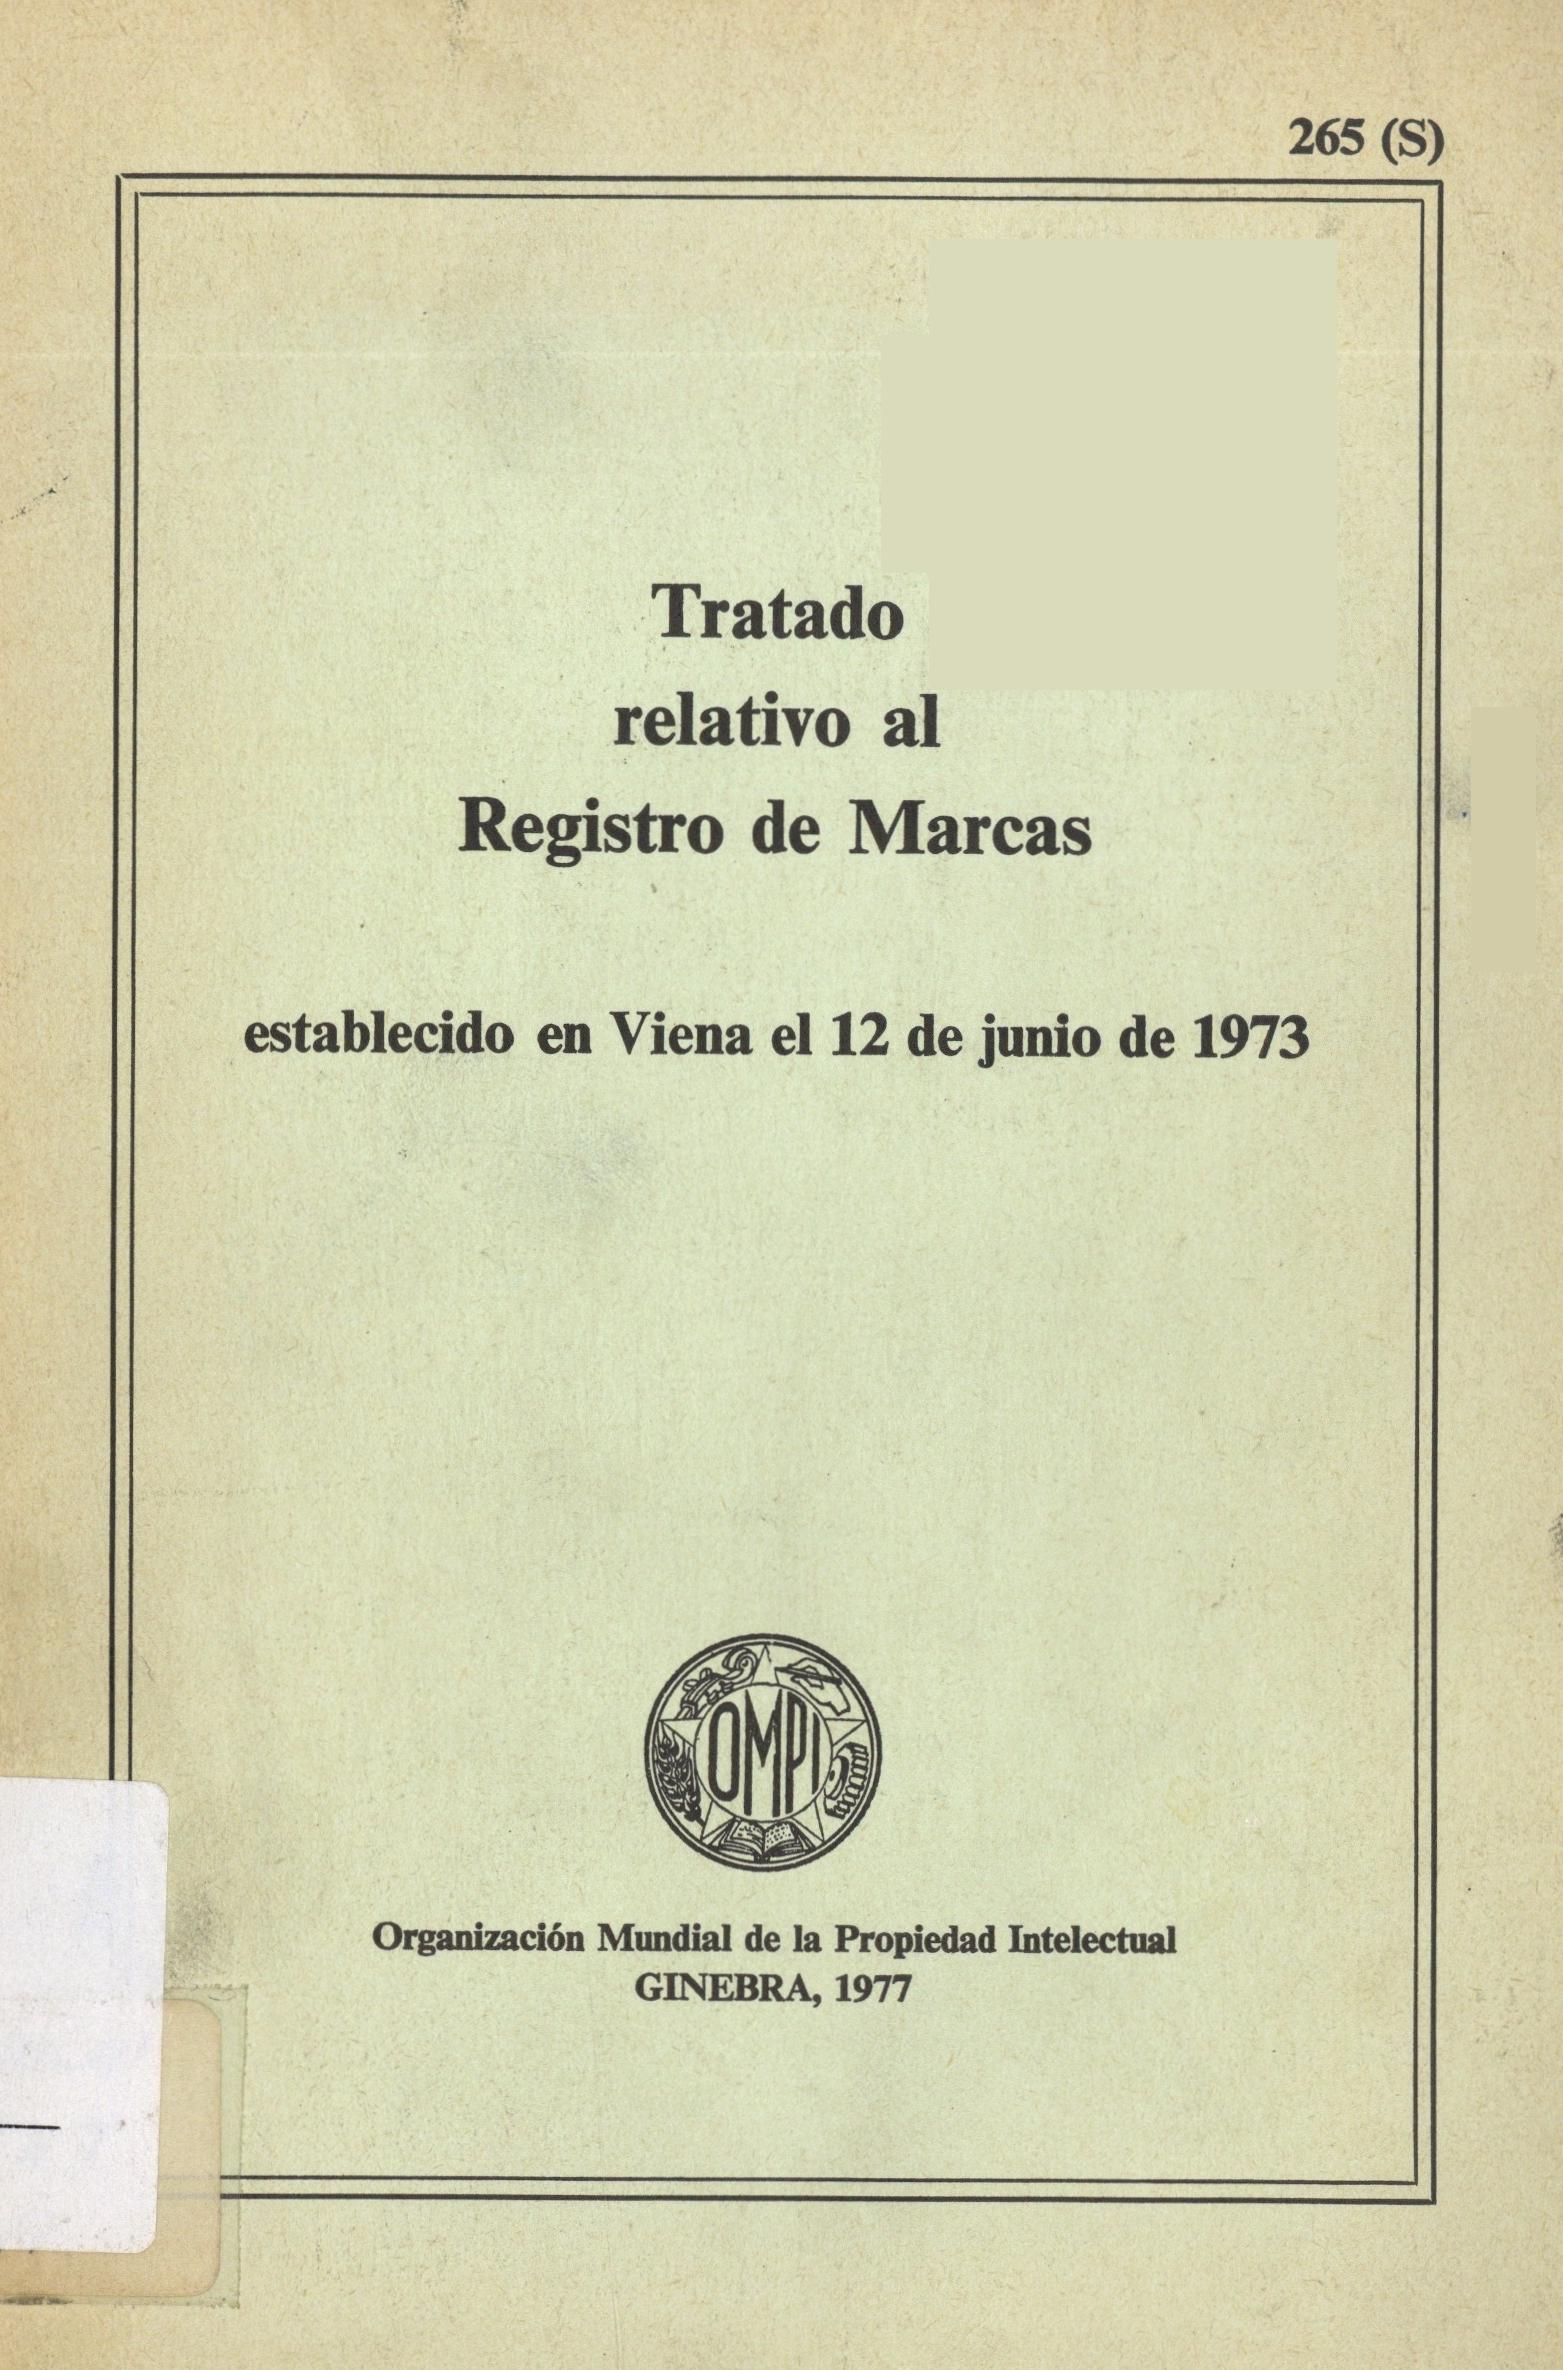 265 (S)
Tratado
relativo al
Registro de Marcas
establecido en Viena el 12 de junio de 1973
OMPI
Organización Mundial de la Propiedad Intelectual
GINEBRA, 1977